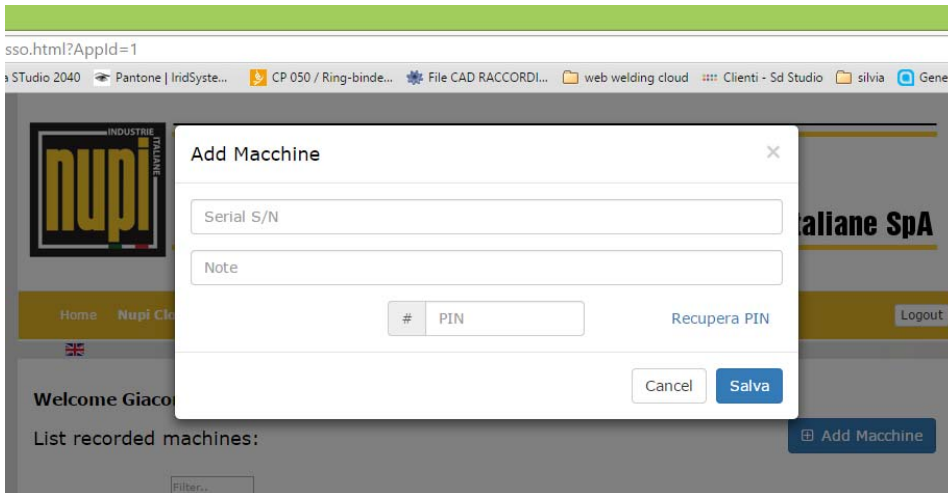 sso.html?AppId=1
a STudio 2040 Pantone | IridSyste... CP 050 / Ring-binde... File CAD RACCORDI... web welding cloud Clienti - Sd Studio silvia Gene
INDUSTRIE
ITALIANE
nupi
Add Macchine ×
Serial S/N
taliane SpA
Note
Home Nupi Clo
# PIN Recupera PIN
Logout
Cancel Salva
Welcome Giaco
List recorded machines:
Add Macchine
Filter..